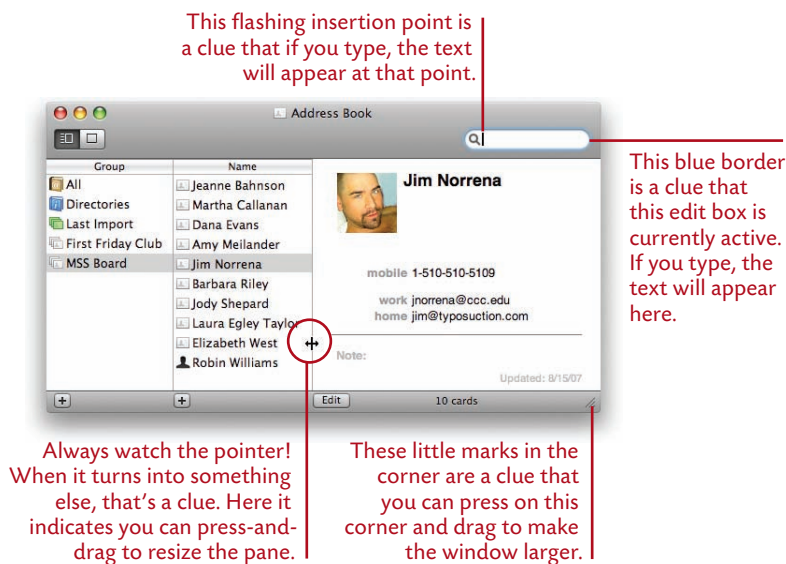 This flashing insertion point is
a clue that if you type, the text
will appear at that point.
Address Book
Group
Name
All
Directories
Last Import
First Friday Club
MSS Board
Jeanne Bahnson
Martha Callanan
Dana Evans
Amy Meilander
Jim Norrena
Barbara Riley
Jody Shepard
Laura Egley Taylor
Elizabeth West
Robin Williams
Jim Norrena
mobile 1-510-510-5109
work jnorrena@ccc.edu
home jim@typosuction.com
Note:
Updated: 8/15/07
Edit
10 cards
This blue border
is a clue that
this edit box is
currently active.
If you type, the
text will appear
here.
Always watch the pointer!
When it turns into something
else, that's a clue. Here it
indicates you can press-and-
drag to resize the pane.
These little marks in the
corner are a clue that
you can press on this
corner and drag to make
the window larger.